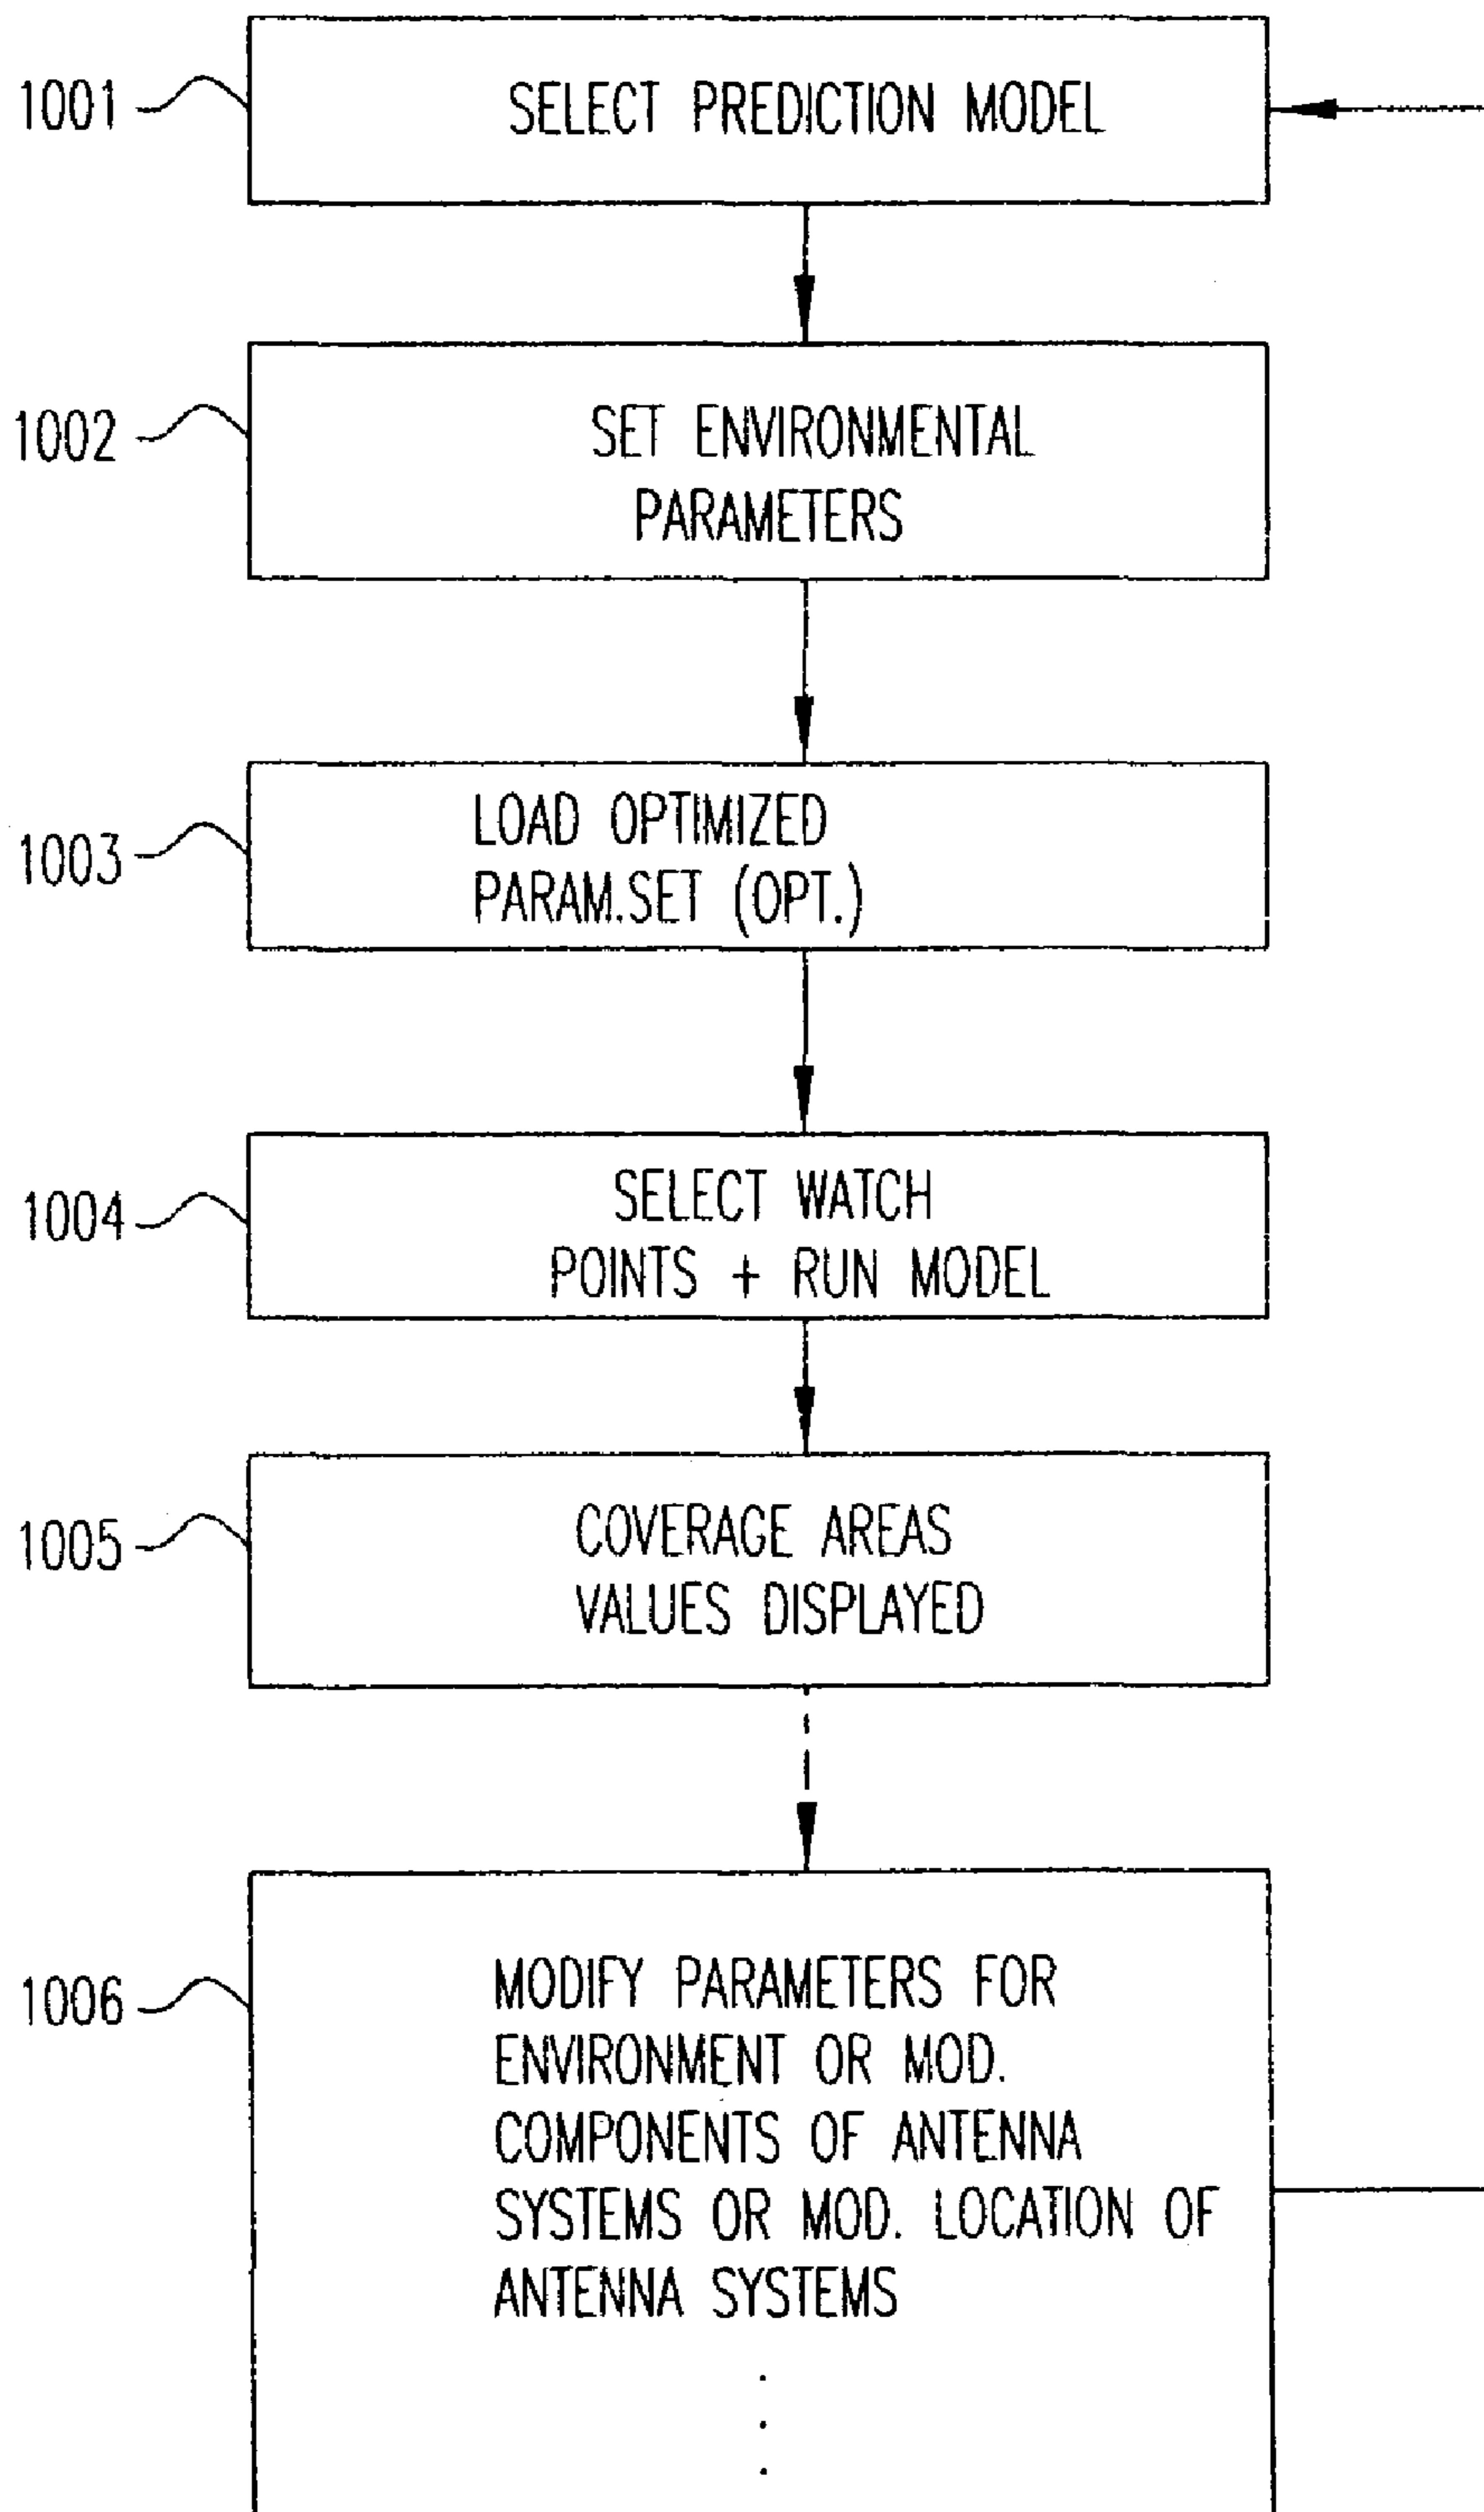 1001
SELECT PREDICTION MODEL
1002
SET ENVIRONMENTAL
PARAMETERS
1003
LOAD OPTIMIZED
PARAM.SET (OPT.)
1004
SELECT WATCH
POINTS + RUN MODEL
1005
COVERAGE AREAS
VALUES DISPLAYED
1006
MODIFY PARAMETERS FOR
ENVIRONMENT OR MOD.
COMPONENTS OF ANTENNA
SYSTEMS OR MOD. LOCATION OF
ANTENNA SYSTEMS
.
.
.